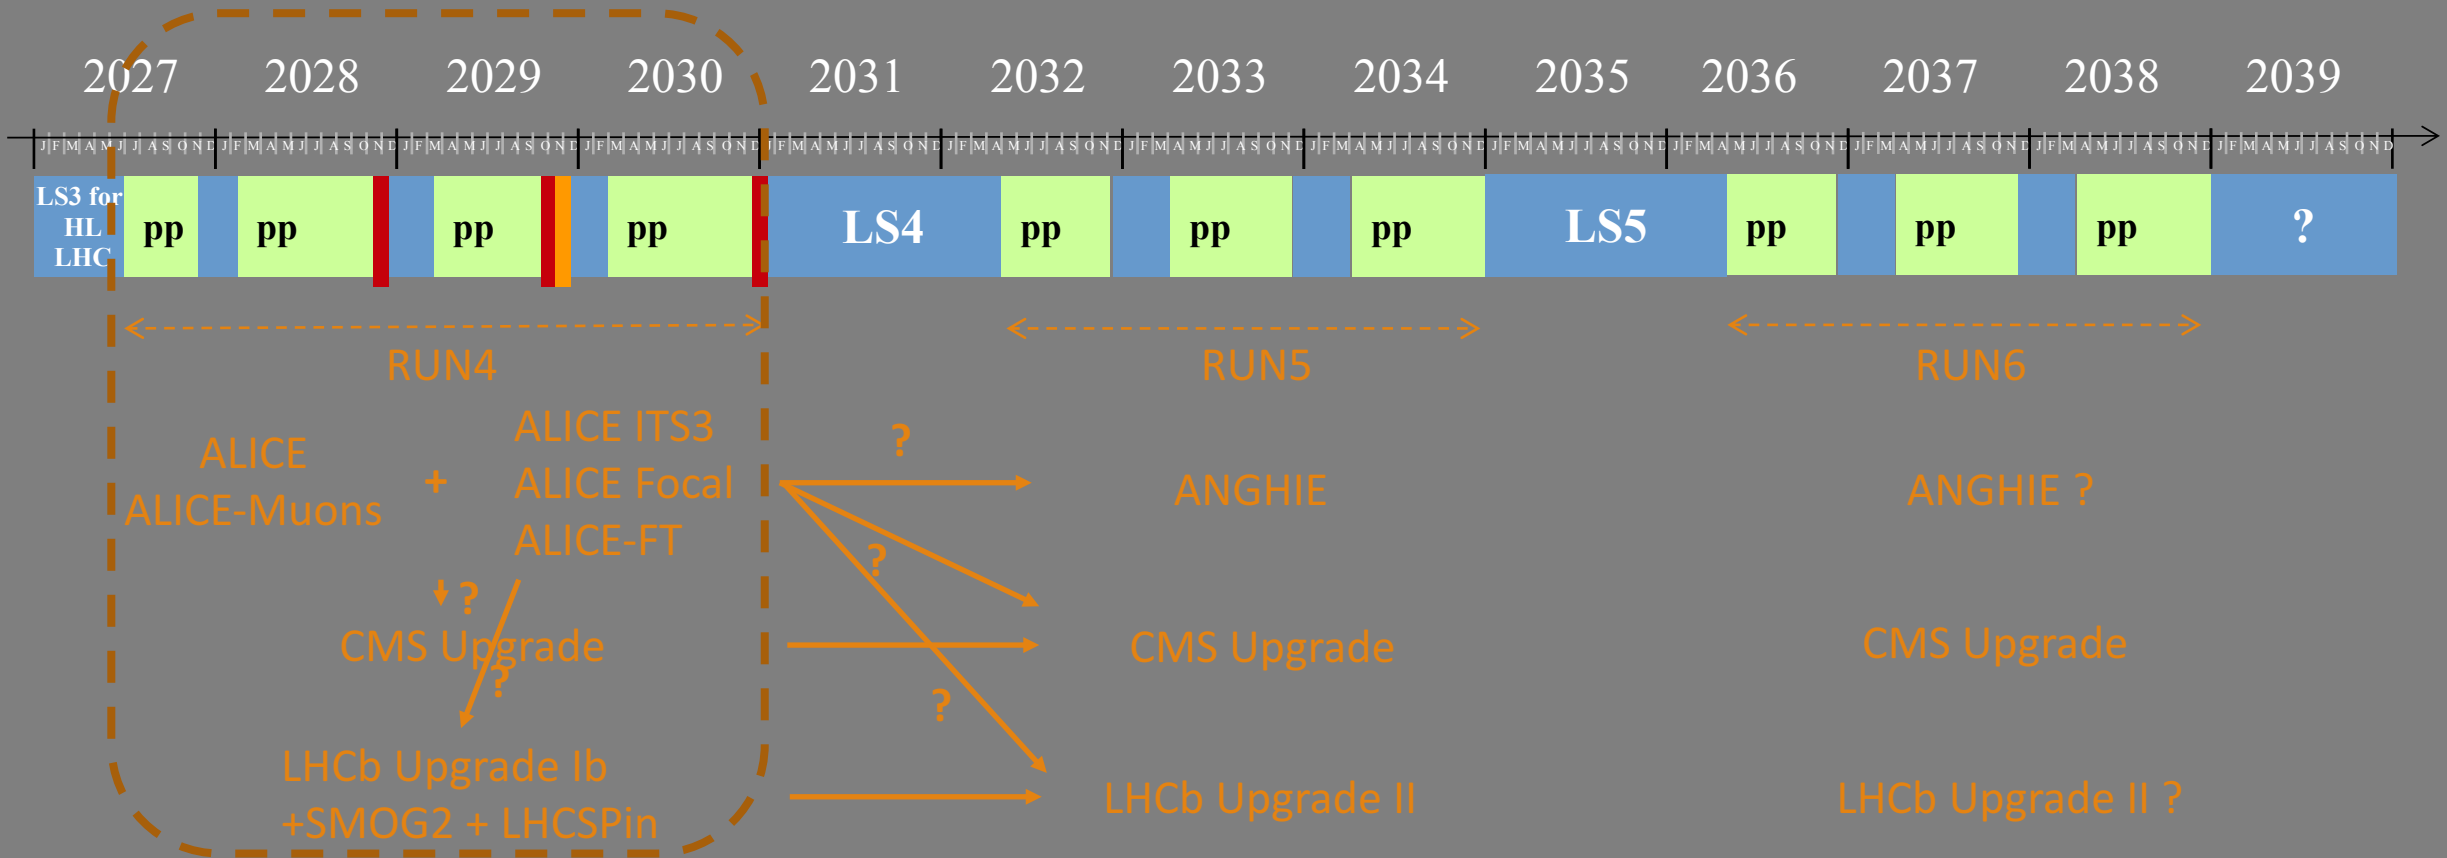 2027 2028 2029 2030 2031 2032 2033 2034 2035 2036 2037 2038 2039
J F M A M J J A S O N D J F M A M J J A S O N D J F M A M J J A S O N D J F M A M J J A S O N D J F M A M J J A S O N D J F M A M J J A S O N D J F M A M J J A S O N D J F M A M J J A S O N D J F M A M J J A S O N D J F M A M J J A S O N D J F M A M J J A S O N D J F M A M J J A S O N D J F M A M J J A S O N D
LS3 for
HL
LHC
pp pp pp pp LS4 pp pp pp LS5 pp pp pp ?
RUN4 RUN5 RUN6
ALICE
ALICE-Muons
+
ALICE ITS3
ALICE Focal
ALICE-FT
?
ANGHIE
ANGHIE ?
?
?
CMS Upgrade
CMS Upgrade
CMS Upgrade
?
?
LHCb Upgrade Ib
+SMOG2 + LHCSPin
LHCb Upgrade II
LHCb Upgrade II ?